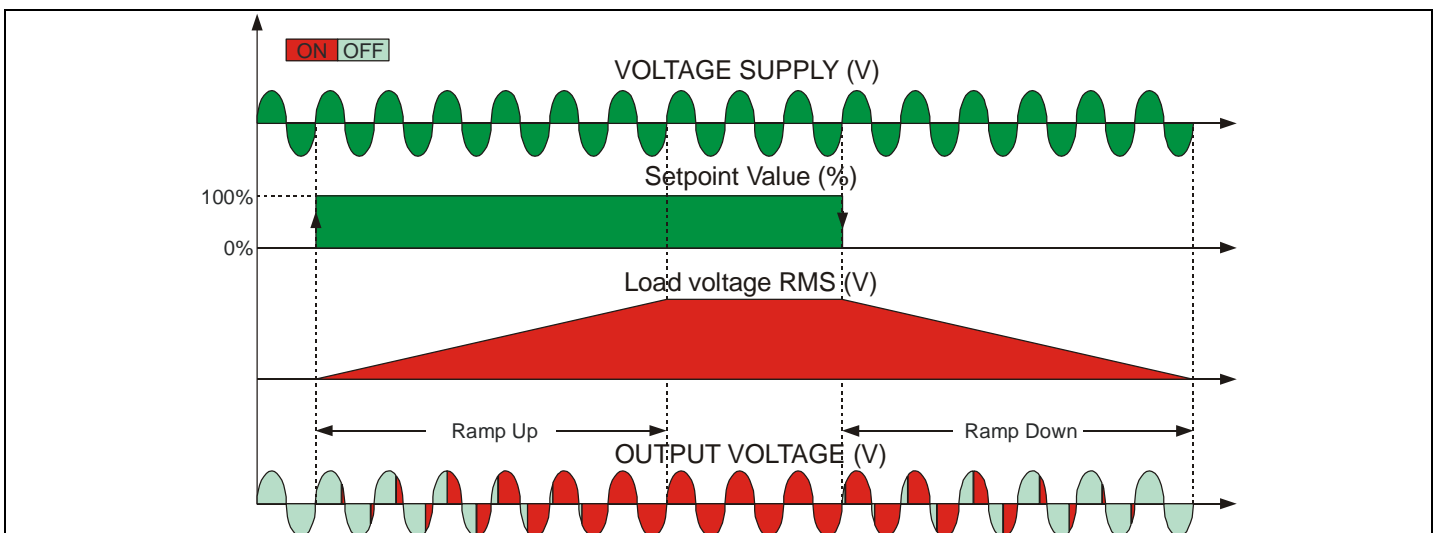 ON OFF
VOLTAGE SUPPLY (V)
Setpoint Value (%)
100%
0%
Load voltage RMS (V)
Ramp Up
Ramp Down
OUTPUT VOLTAGE (V)